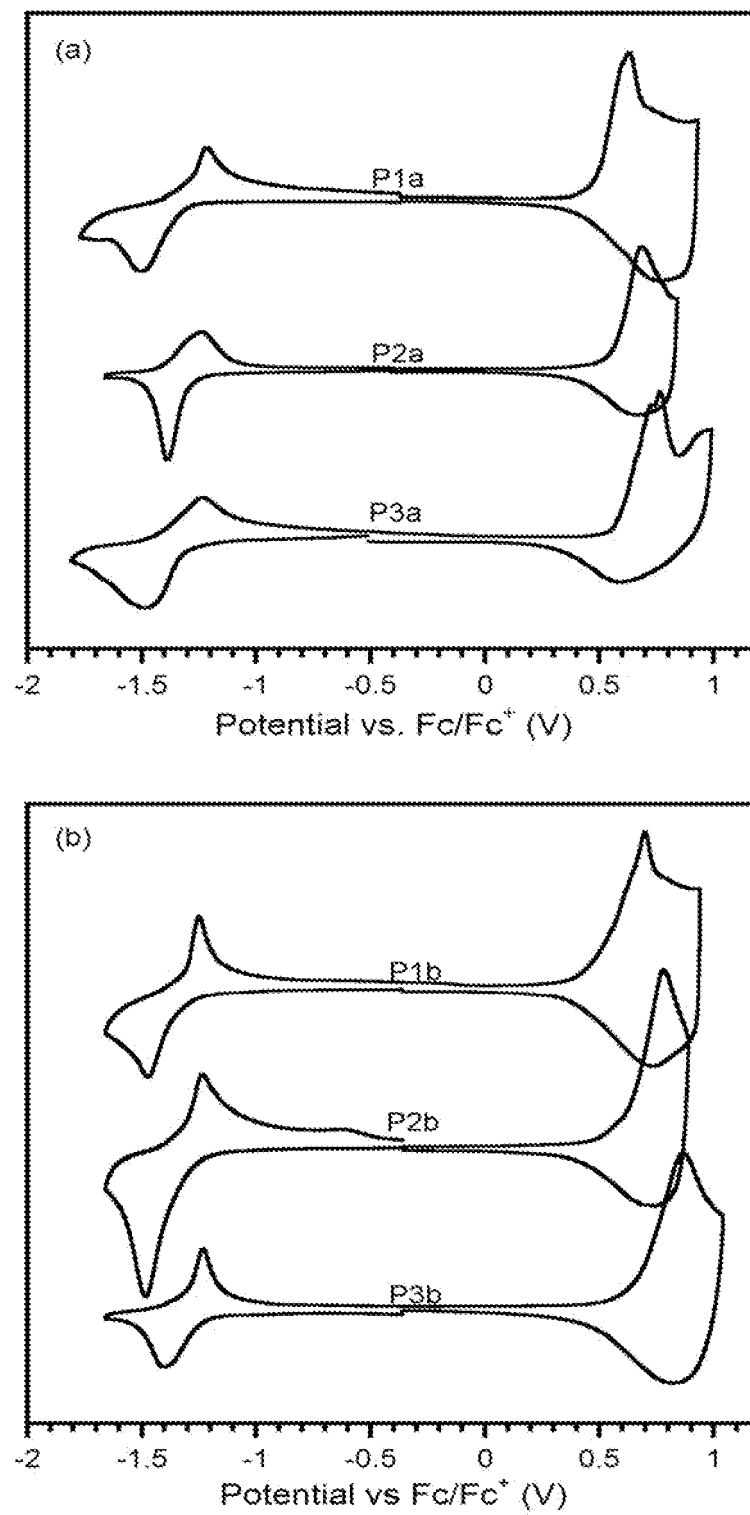 (a)
P1a
P2a
P3a
-2 -1.5 -1 -0.5 0 0.5 1
Potential vs. Fc/Fc⁺ (V)
(b)
P1b
P2b
P3b
-2 -1.5 -1 -0.5 0 0.5 1
Potential vs Fc/Fc⁺ (V)